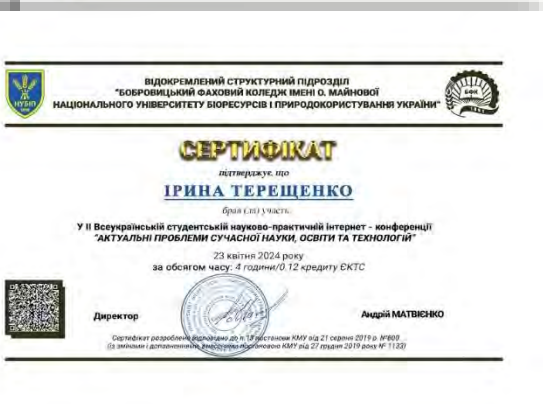 ВІДОКРЕМЛЕНИЙ СТРУКТУРНИЙ ПІДРОЗДІЛ
"БОБРОВИЦЬКИЙ ФАХОВИЙ КОЛЕДЖ ІМЕНІ О. МАЙНОВОЇ
НАЦІОНАЛЬНОГО УНІВЕРСИТЕТУ БІОРЕСУРСІВ І ПРИРОДОКОРИСТУВАННЯ УКРАЇНИ"
НУБІП
БФК
СЕРТИФІКАТ
підтверджує, що
ІРИНА ТЕРЕЩЕНКО
брав (ла) участь
У ІІ Всеукраїнській студентській науково-практичній інтернет - конференції
"АКТУАЛЬНІ ПРОБЛЕМИ СУЧАСНОЇ НАУКИ, ОСВІТИ ТА ТЕХНОЛОГІЙ"
23 квітня 2024 року
за обсягом часу: 4 години/0.12 кредиту ЄКТС
Директор
Андрій МАТВІЄНКО
Сертифікат розроблено відповідно до п.13 постанови КМУ від 21 серпня 2019 р. №800
(із змінами і доповненнями, внесеними постановою КМУ від 27 грудня 2019 року № 1133)